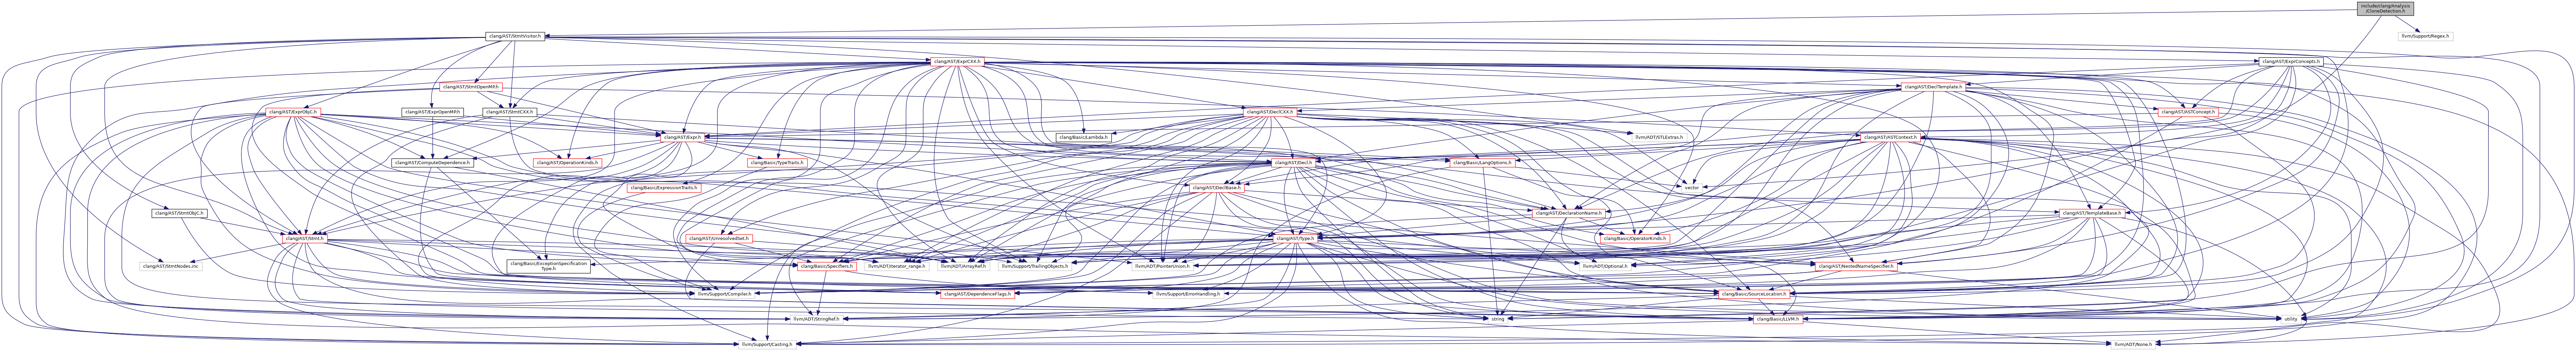 include/clang/Analysis
/CloneDetection.h
clang/AST/StmtVisitor.h
llvm/Support/Regex.h
clang/AST/ExprCXX.h
clang/AST/ExprConcepts.h
clang/AST/StmtOpenMP.h
clang/AST/DeclTemplate.h
clang/AST/ExprObjC.h
clang/AST/ExprOpenMP.h
clang/AST/StmtCXX.h
clang/AST/DeclCXX.h
clang/AST/ASTConcept.h
clang/AST/Expr.h
clang/Basic/Lambda.h
llvm/ADT/STLExtras.h
clang/AST/ASTContext.h
clang/AST/ComputeDependence.h
clang/AST/OperationKinds.h
clang/Basic/TypeTraits.h
clang/AST/Decl.h
clang/Basic/LangOptions.h
clang/Basic/ExpressionTraits.h
clang/AST/DeclBase.h
vector
clang/AST/StmtObjC.h
clang/AST/DeclarationName.h
clang/AST/TemplateBase.h
clang/AST/Stmt.h
clang/AST/UnresolvedSet.h
clang/AST/Type.h
clang/Basic/OperatorKinds.h
clang/AST/StmtNodes.inc
clang/Basic/ExceptionSpecification
Type.h
clang/Basic/Specifiers.h
llvm/ADT/iterator_range.h
llvm/ADT/ArrayRef.h
llvm/Support/TrailingObjects.h
llvm/ADT/PointerUnion.h
llvm/ADT/Optional.h
clang/AST/NestedNameSpecifier.h
llvm/Support/Compiler.h
clang/AST/DependenceFlags.h
llvm/Support/ErrorHandling.h
clang/Basic/SourceLocation.h
llvm/ADT/StringRef.h
string
clang/Basic/LLVM.h
utility
llvm/Support/Casting.h
llvm/ADT/None.h